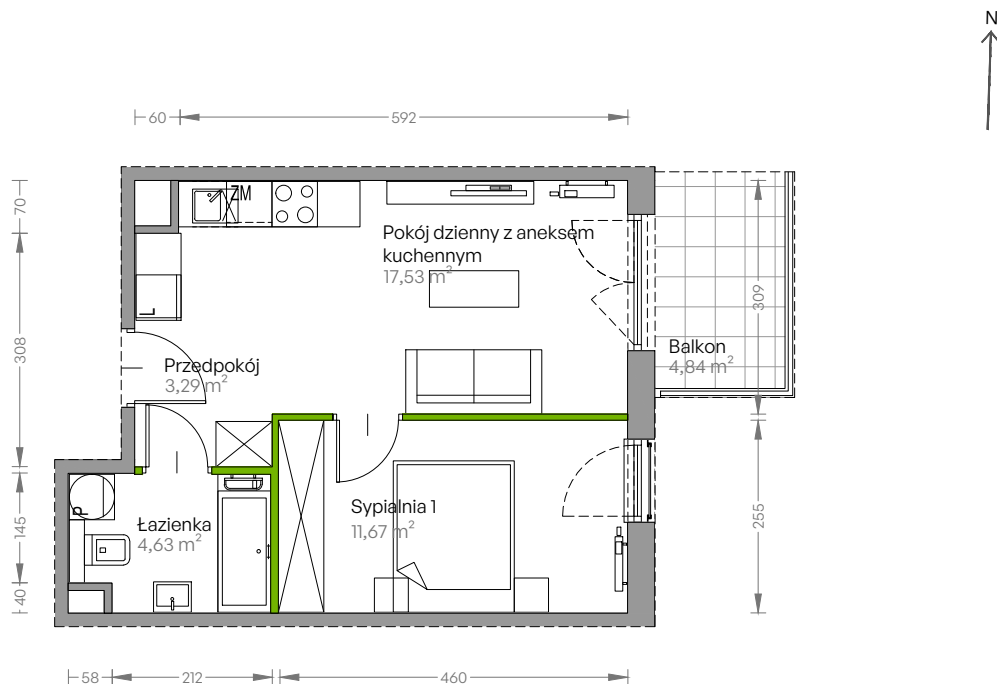 N
60
592
70
308
145
40
ZM
Pokój dzienny z aneksem
kuchennym
17,53 m²
L
Przedpokój
3,29 m²
309
Balkon
4,84 m²
P
Łazienka
4,63 m²
Sypialnia 1
11,67 m²
255
58
212
460